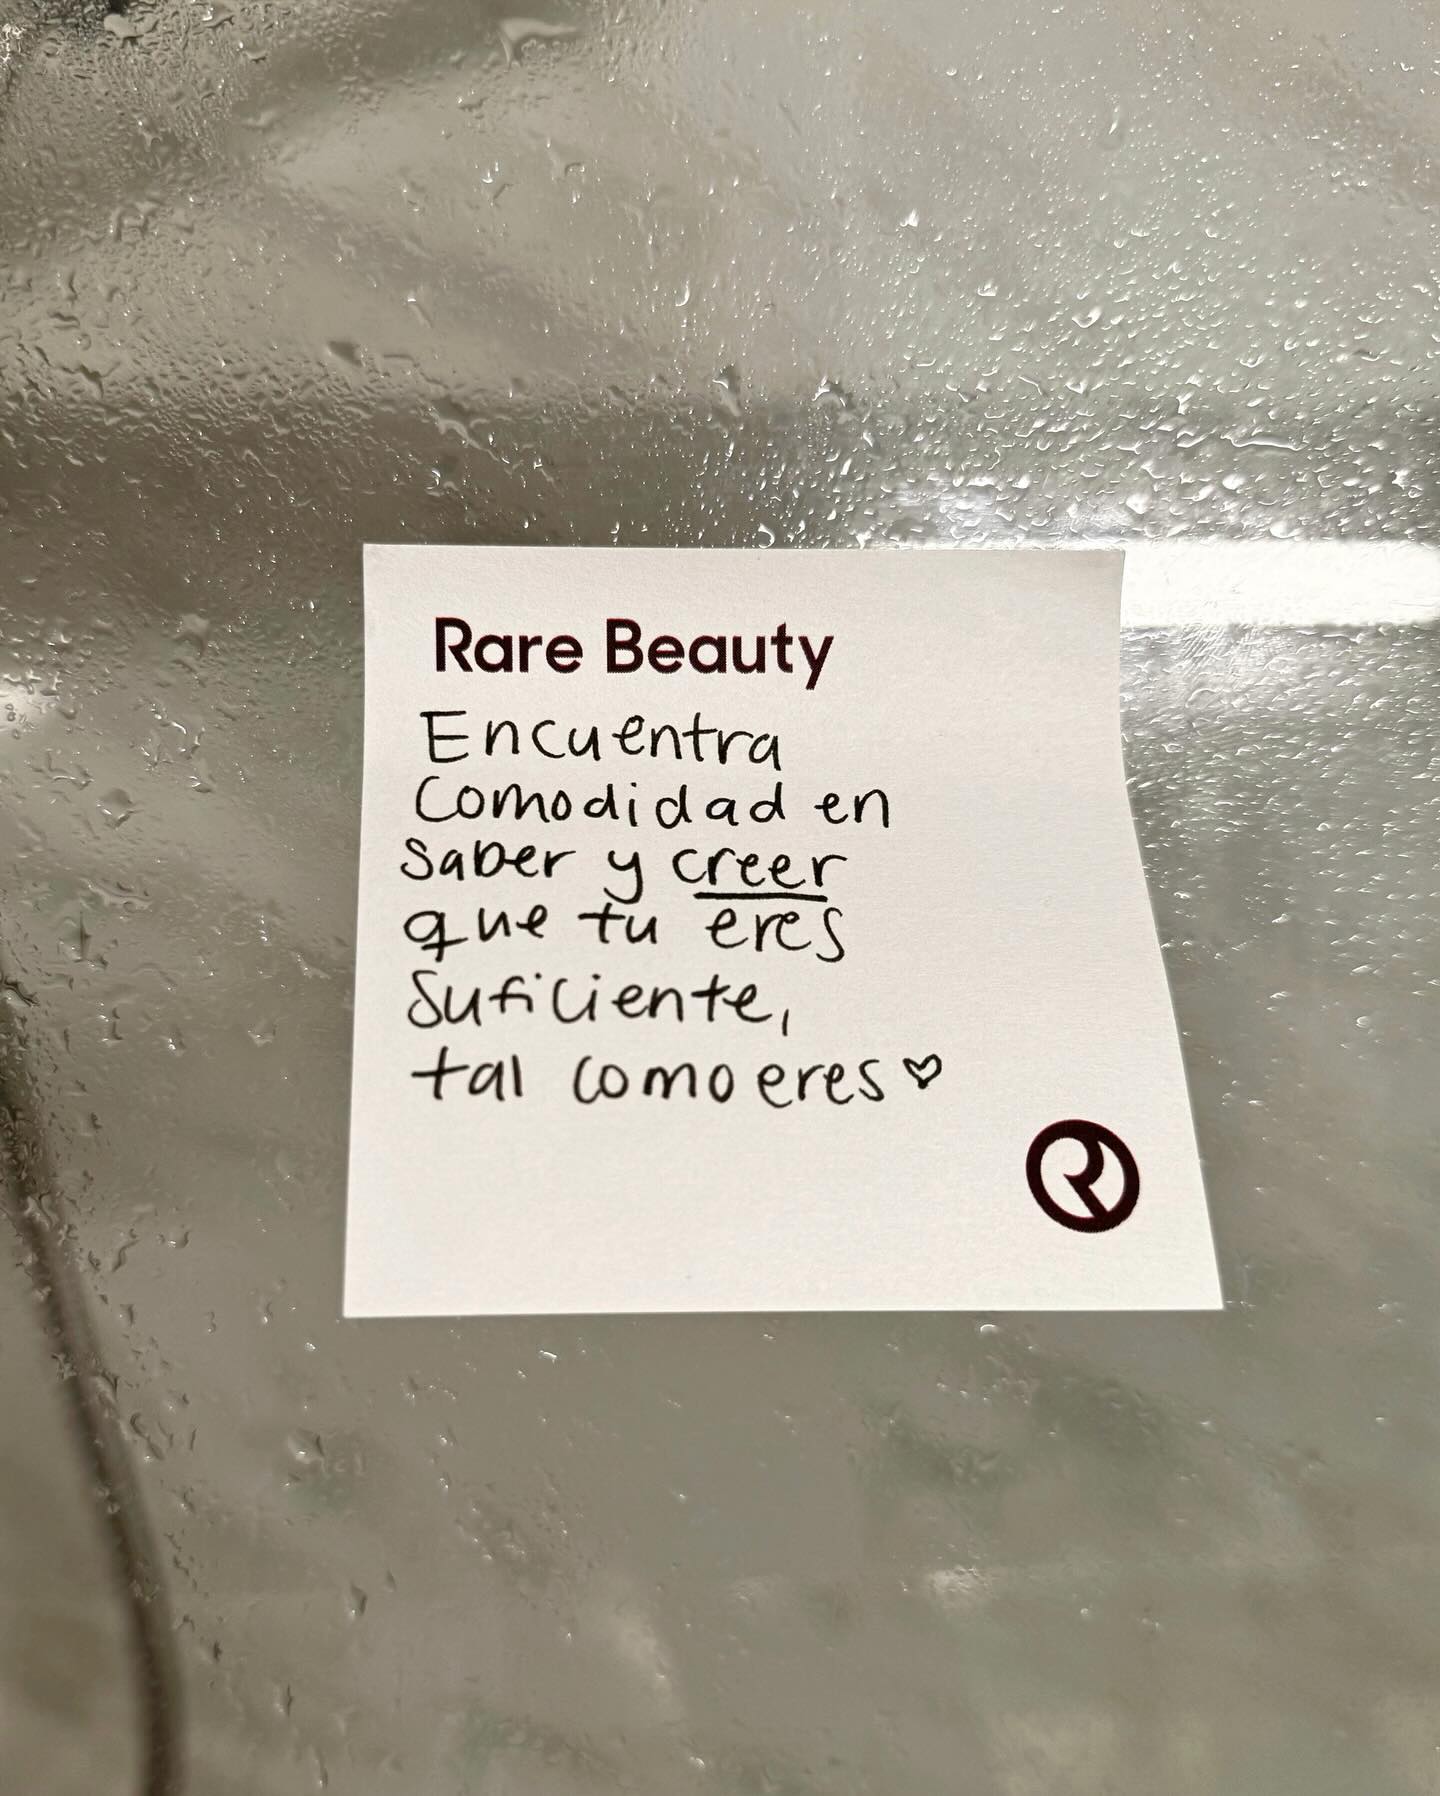 Rare Beauty
Encuentra
Comodidad en
Saber y creer
que tu eres
Suficiente,
tal como eres♡
R